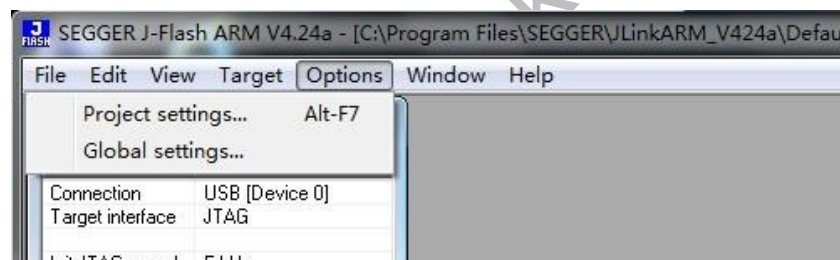 SEGGER J-Flash ARM V4.24a - [C:\Program Files\SEGGER\JLinkARM_V424a\Defau
File Edit View Target Options Window Help
Project settings... Alt-F7
Global settings...
Connection USB [Device 0]
Target interface JTAG